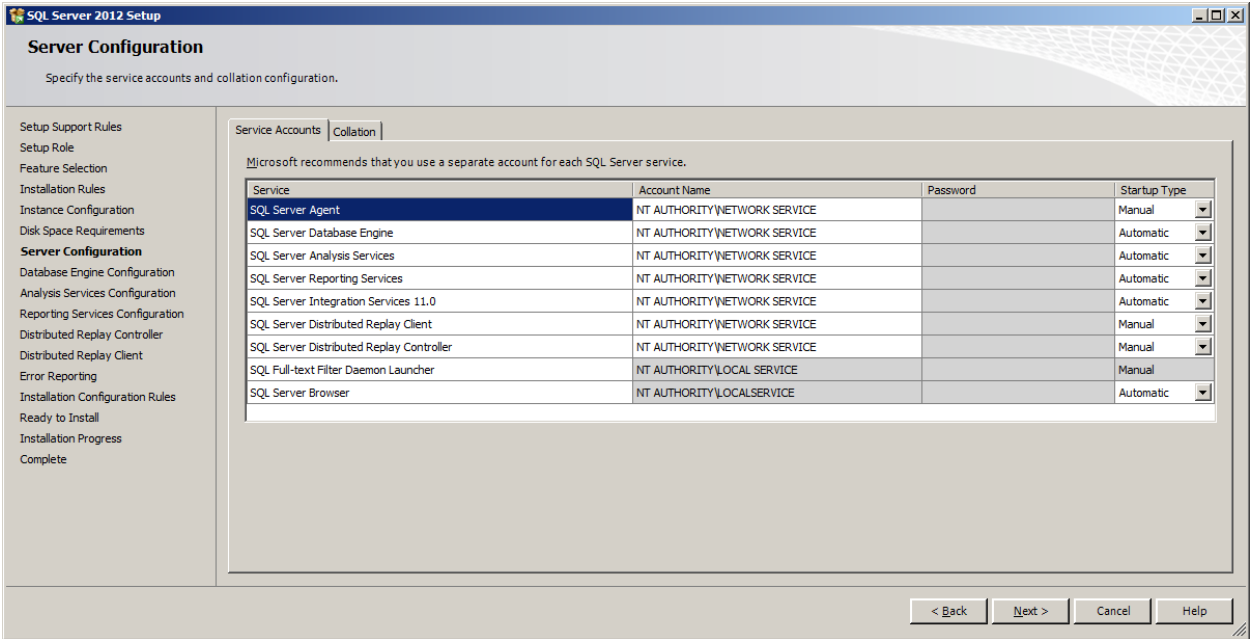 SQL Server 2012 Setup
Server Configuration
Specify the service accounts and collation configuration.
Setup Support Rules
Setup Role
Feature Selection
Installation Rules
Instance Configuration
Disk Space Requirements
Server Configuration
Database Engine Configuration
Analysis Services Configuration
Reporting Services Configuration
Distributed Replay Controller
Distributed Replay Client
Error Reporting
Installation Configuration Rules
Ready to Install
Installation Progress
Complete
Service Accounts Collation
Microsoft recommends that you use a separate account for each SQL Server service.
Service Account Name Password Startup Type
SQL Server Agent NT AUTHORITY\NETWORK SERVICE Manual
SQL Server Database Engine NT AUTHORITY\NETWORK SERVICE Automatic
SQL Server Analysis Services NT AUTHORITY\NETWORK SERVICE Automatic
SQL Server Reporting Services NT AUTHORITY\NETWORK SERVICE Automatic
SQL Server Integration Services 11.0 NT AUTHORITY\NETWORK SERVICE Automatic
SQL Server Distributed Replay Client NT AUTHORITY\NETWORK SERVICE Manual
SQL Server Distributed Replay Controller NT AUTHORITY\NETWORK SERVICE Manual
SQL Full-text Filter Daemon Launcher NT AUTHORITY\LOCAL SERVICE Manual
SQL Server Browser NT AUTHORITY\LOCALSERVICE Automatic
< Back Next > Cancel Help